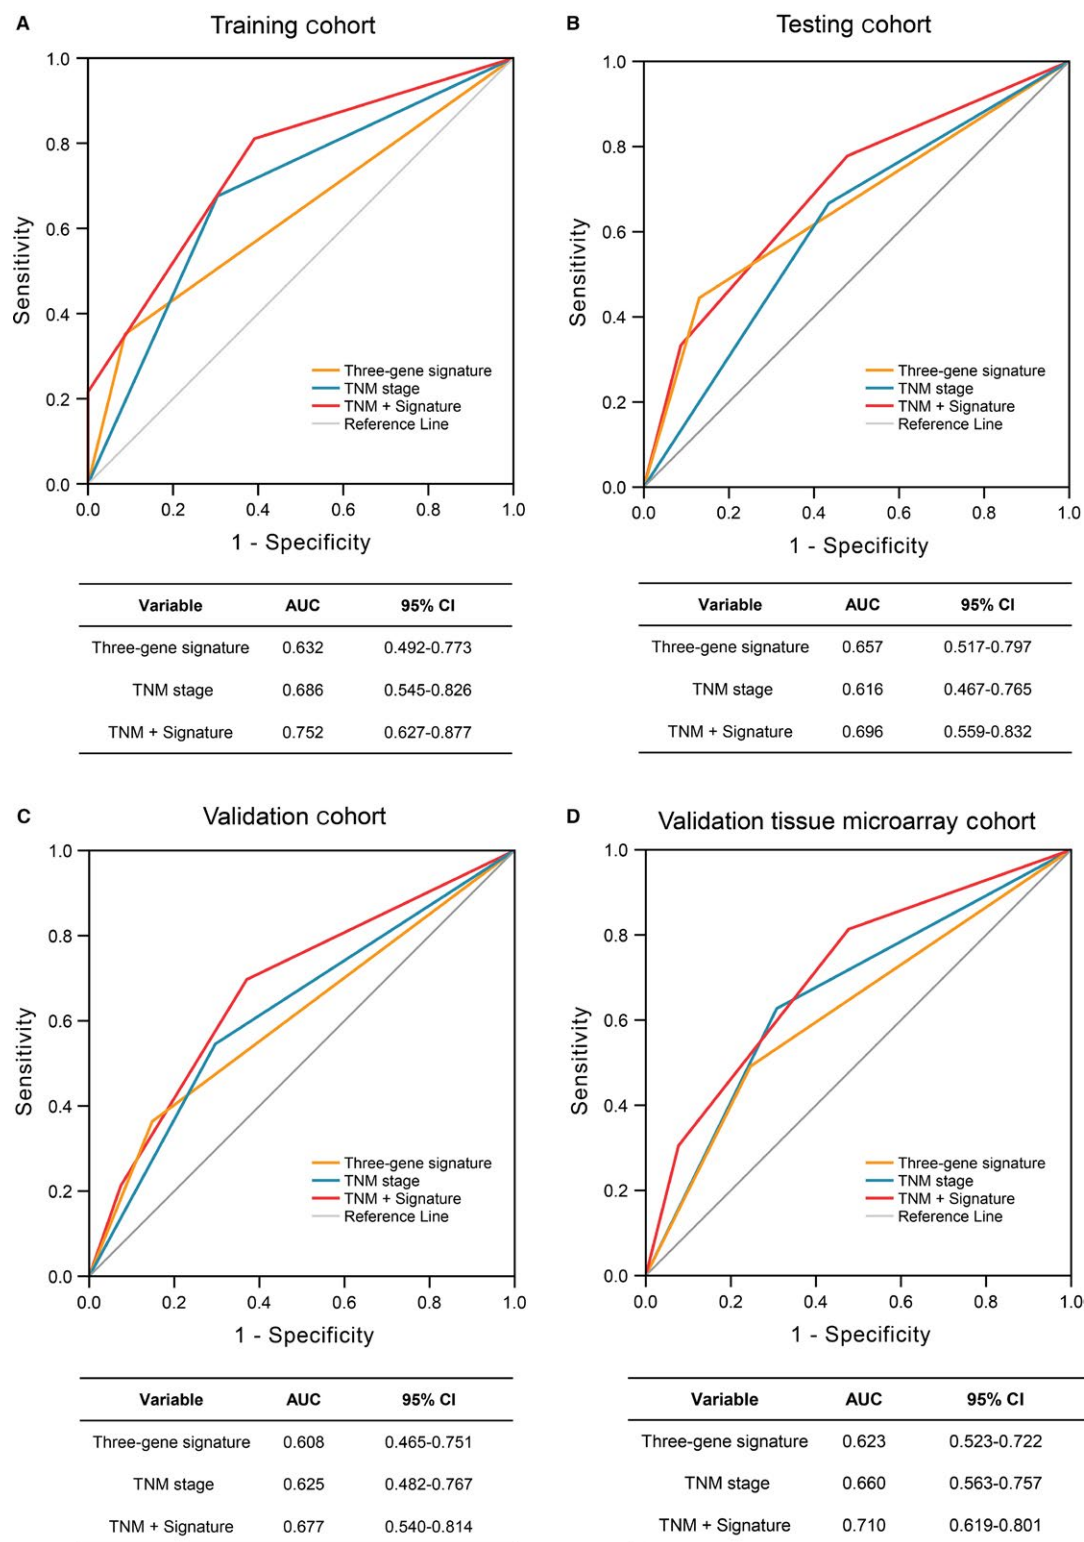 A
Training cohort
1.0
0.8
0.6
0.4
0.2
0.0
Sensitivity
Three-gene signature
TNM stage
TNM + Signature
Reference Line
0.0 0.2 0.4 0.6 0.8 1.0
1 - Specificity
Variable AUC 95% CI
Three-gene signature 0.632 0.492-0.773
TNM stage 0.686 0.545-0.826
TNM + Signature 0.752 0.627-0.877
B
Testing cohort
1.0
0.8
0.6
0.4
0.2
0.0
Sensitivity
Three-gene signature
TNM stage
TNM + Signature
Reference Line
0.0 0.2 0.4 0.6 0.8 1.0
1 - Specificity
Variable AUC 95% CI
Three-gene signature 0.657 0.517-0.797
TNM stage 0.616 0.467-0.765
TNM + Signature 0.696 0.559-0.832
C
Validation cohort
1.0
0.8
0.6
0.4
0.2
0.0
Sensitivity
Three-gene signature
TNM stage
TNM + Signature
Reference Line
0.0 0.2 0.4 0.6 0.8 1.0
1 - Specificity
Variable AUC 95% CI
Three-gene signature 0.608 0.465-0.751
TNM stage 0.625 0.482-0.767
TNM + Signature 0.677 0.540-0.814
D
Validation tissue microarray cohort
1.0
0.8
0.6
0.4
0.2
0.0
Sensitivity
Three-gene signature
TNM stage
TNM + Signature
Reference Line
0.0 0.2 0.4 0.6 0.8 1.0
1 - Specificity
Variable AUC 95% CI
Three-gene signature 0.623 0.523-0.722
TNM stage 0.660 0.563-0.757
TNM + Signature 0.710 0.619-0.801